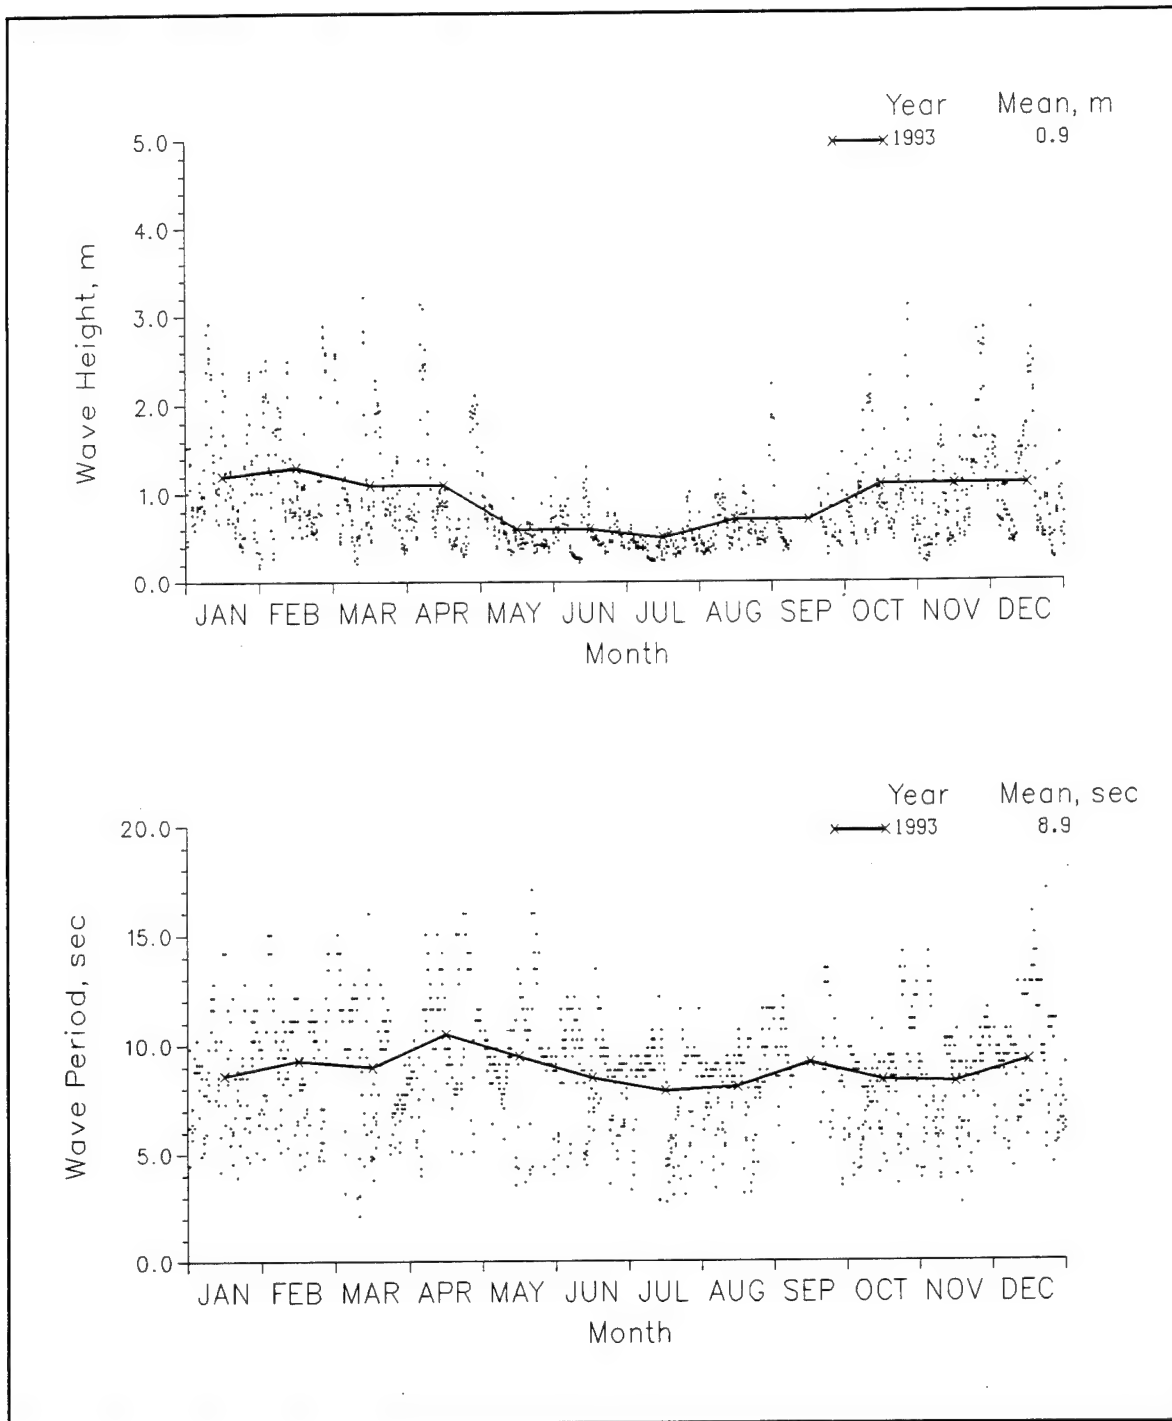 Year Mean, m
1993 0.9
5.0
4.0
3.0
2.0
1.0
0.0
Wave Height, m
JAN FEB MAR APR MAY JUN JUL AUG SEP OCT NOV DEC
Month
Year Mean, sec
1993 8.9
20.0
15.0
10.0
5.0
0.0
Wave Period, sec
JAN FEB MAR APR MAY JUN JUL AUG SEP OCT NOV DEC
Month